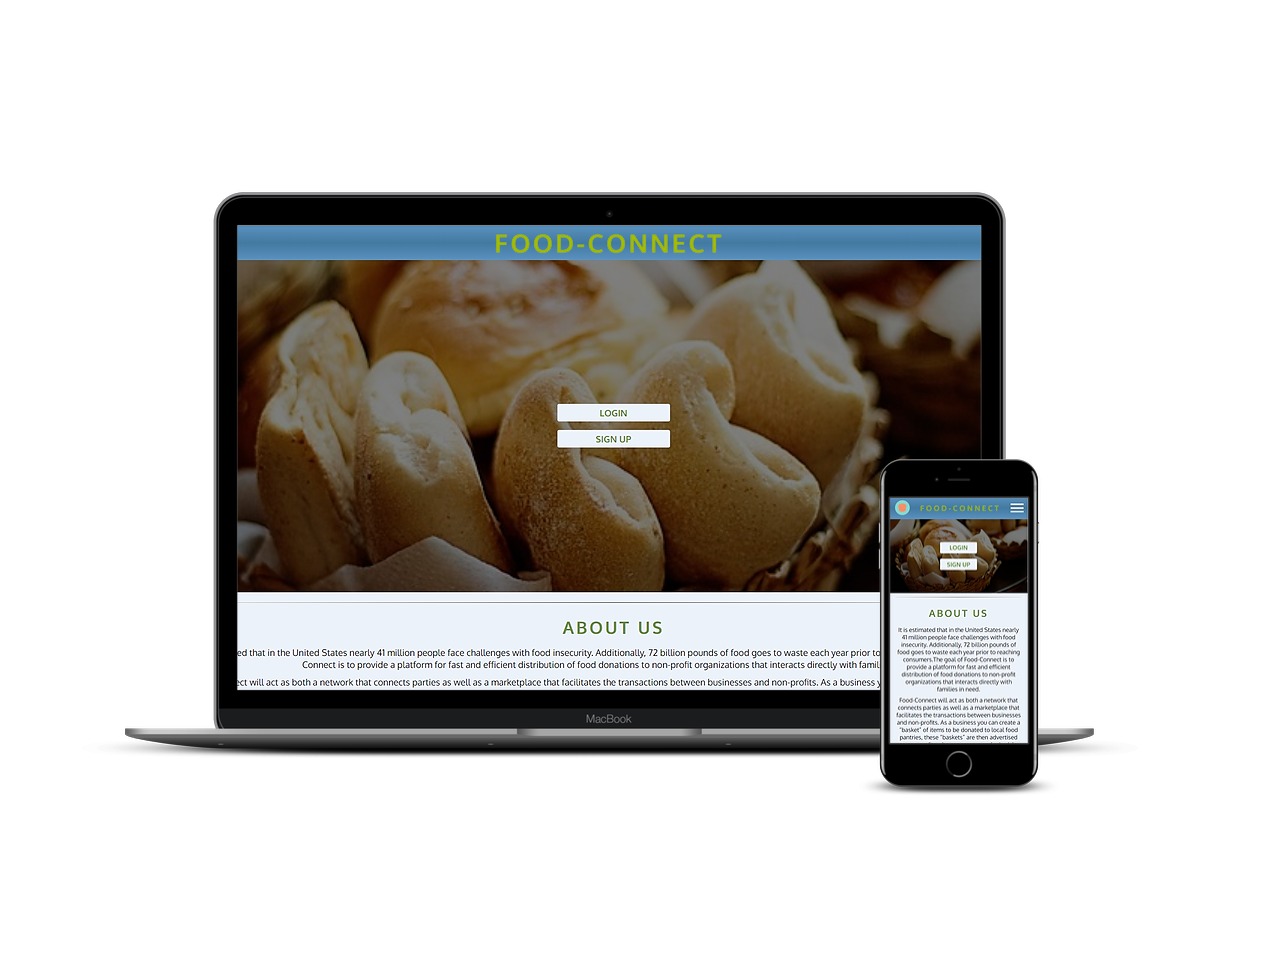 FOOD-CONNECT
LOGIN
SIGN UP
ABOUT US
ed that in the United States nearly 41 million people face challenges with food insecurity. Additionally, 72 billion pounds of food goes to waste each year prior to
Connect is to provide a platform for fast and efficient distribution of food donations to non-profit organizations that interacts directly with famil
ect will act as both a network that connects parties as well as a marketplace that facilitates the transactions between businesses and non-profits. As a business y
MacBook
FOOD-CONNECT
LOGIN
SIGN UP
ABOUT US
It is estimated that in the United States nearly
41 million people face challenges with food
insecurity. Additionally, 72 billion pounds of
food goes to waste each year prior to reaching
consumers.The goal of Food-Connect is to
provide a platform for fast and efficient
distribution of food donations to non-profit
organizations that interacts directly with
families in need.
Food-Connect will act as both a network that
connects parties as well as a marketplace that
facilitates the transactions between businesses
and non-profits. As a business you can create a
"basket" of items to be donated to local food
pantries, these "baskets" are then advertised